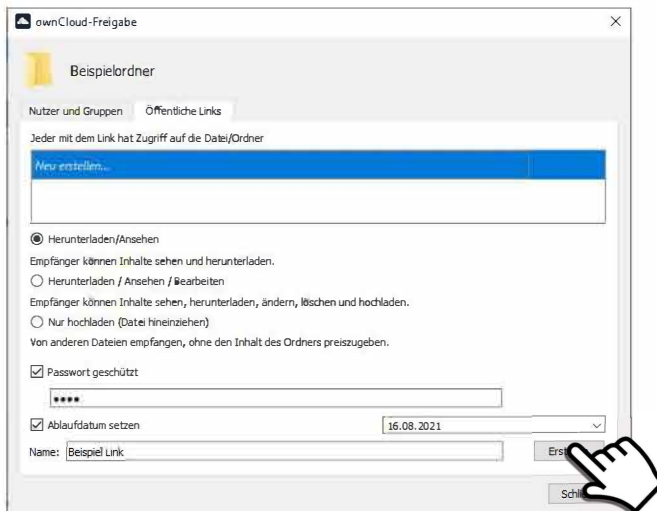 ownCloud-Freigabe
Beispielordner
Nutzer und Gruppen Öffentliche Links
Jeder mit dem Link hat Zugriff auf die Datei/Ordner
Neu erstellen...
Herunterladen/Ansehen
Empfänger können Inhalte sehen und herunterladen.
Herunterladen / Ansehen / Bearbeiten
Empfänger können Inhalte sehen, herunterladen, ändern, löschen und hochladen.
Nur hochladen (Datei hineinziehen)
Von anderen Dateien empfangen, ohne den Inhalt des Ordners preiszugeben.
Passwort geschützt
Ablaufdatum setzen 16.08.2021
Name: Beispiel Link